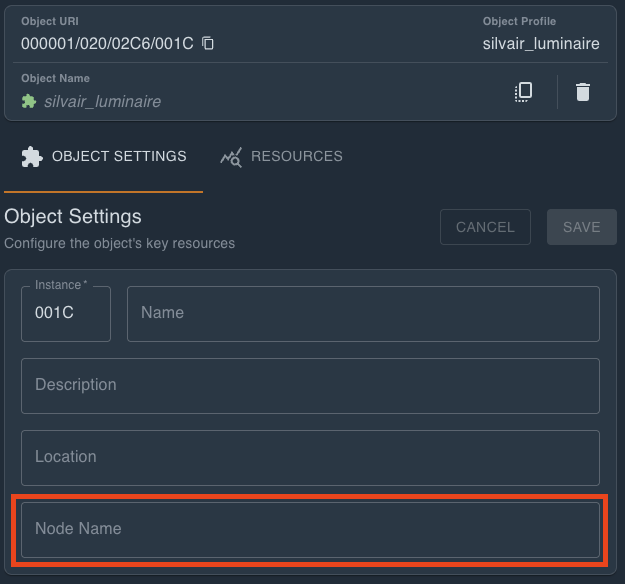 Object URI
Object Profile
000001/020/02C6/001C
silvair_luminaire
Object Name
silvair_luminaire
OBJECT SETTINGS
RESOURCES
Object Settings
Configure the object's key resources
CANCEL
SAVE
Instance *
001C
Name
Description
Location
Node Name